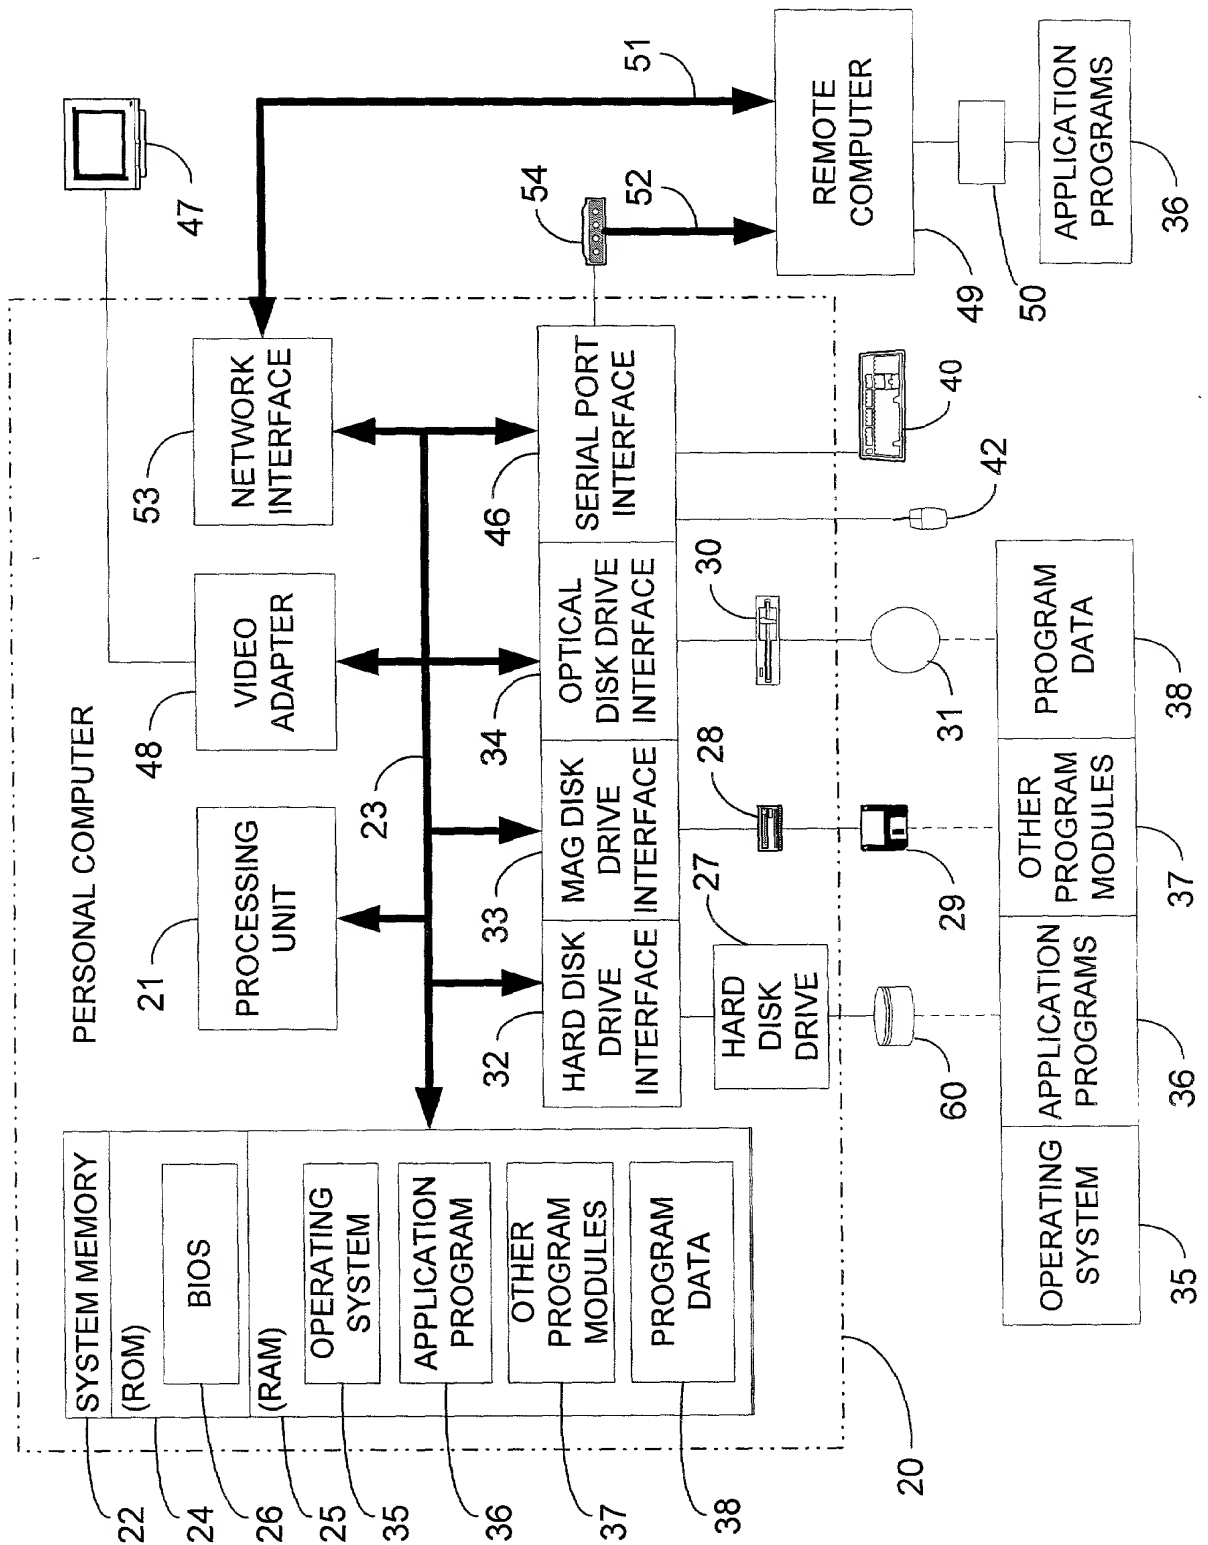 PERSONAL COMPUTER
22
24
26
25
35
36
37
38
SYSTEM MEMORY
(ROM)
BIOS
(RAM)
OPERATING
SYSTEM
APPLICATION
PROGRAM
OTHER
PROGRAM
MODULES
PROGRAM
DATA
21
PROCESSING
UNIT
48
VIDEO
ADAPTER
53
NETWORK
INTERFACE
47
23
32
33
34
46
HARD DISK
DRIVE
INTERFACE
MAG DISK
DRIVE
INTERFACE
OPTICAL
DISK DRIVE
INTERFACE
SERIAL PORT
INTERFACE
54
52
51
27
28
30
HARD
DISK
DRIVE
20
60
29
31
42
40
REMOTE
COMPUTER
49
50
OPERATING
SYSTEM
APPLICATION
PROGRAMS
OTHER
PROGRAM
MODULES
PROGRAM
DATA
APPLICATION
PROGRAMS
35
36
37
38
36